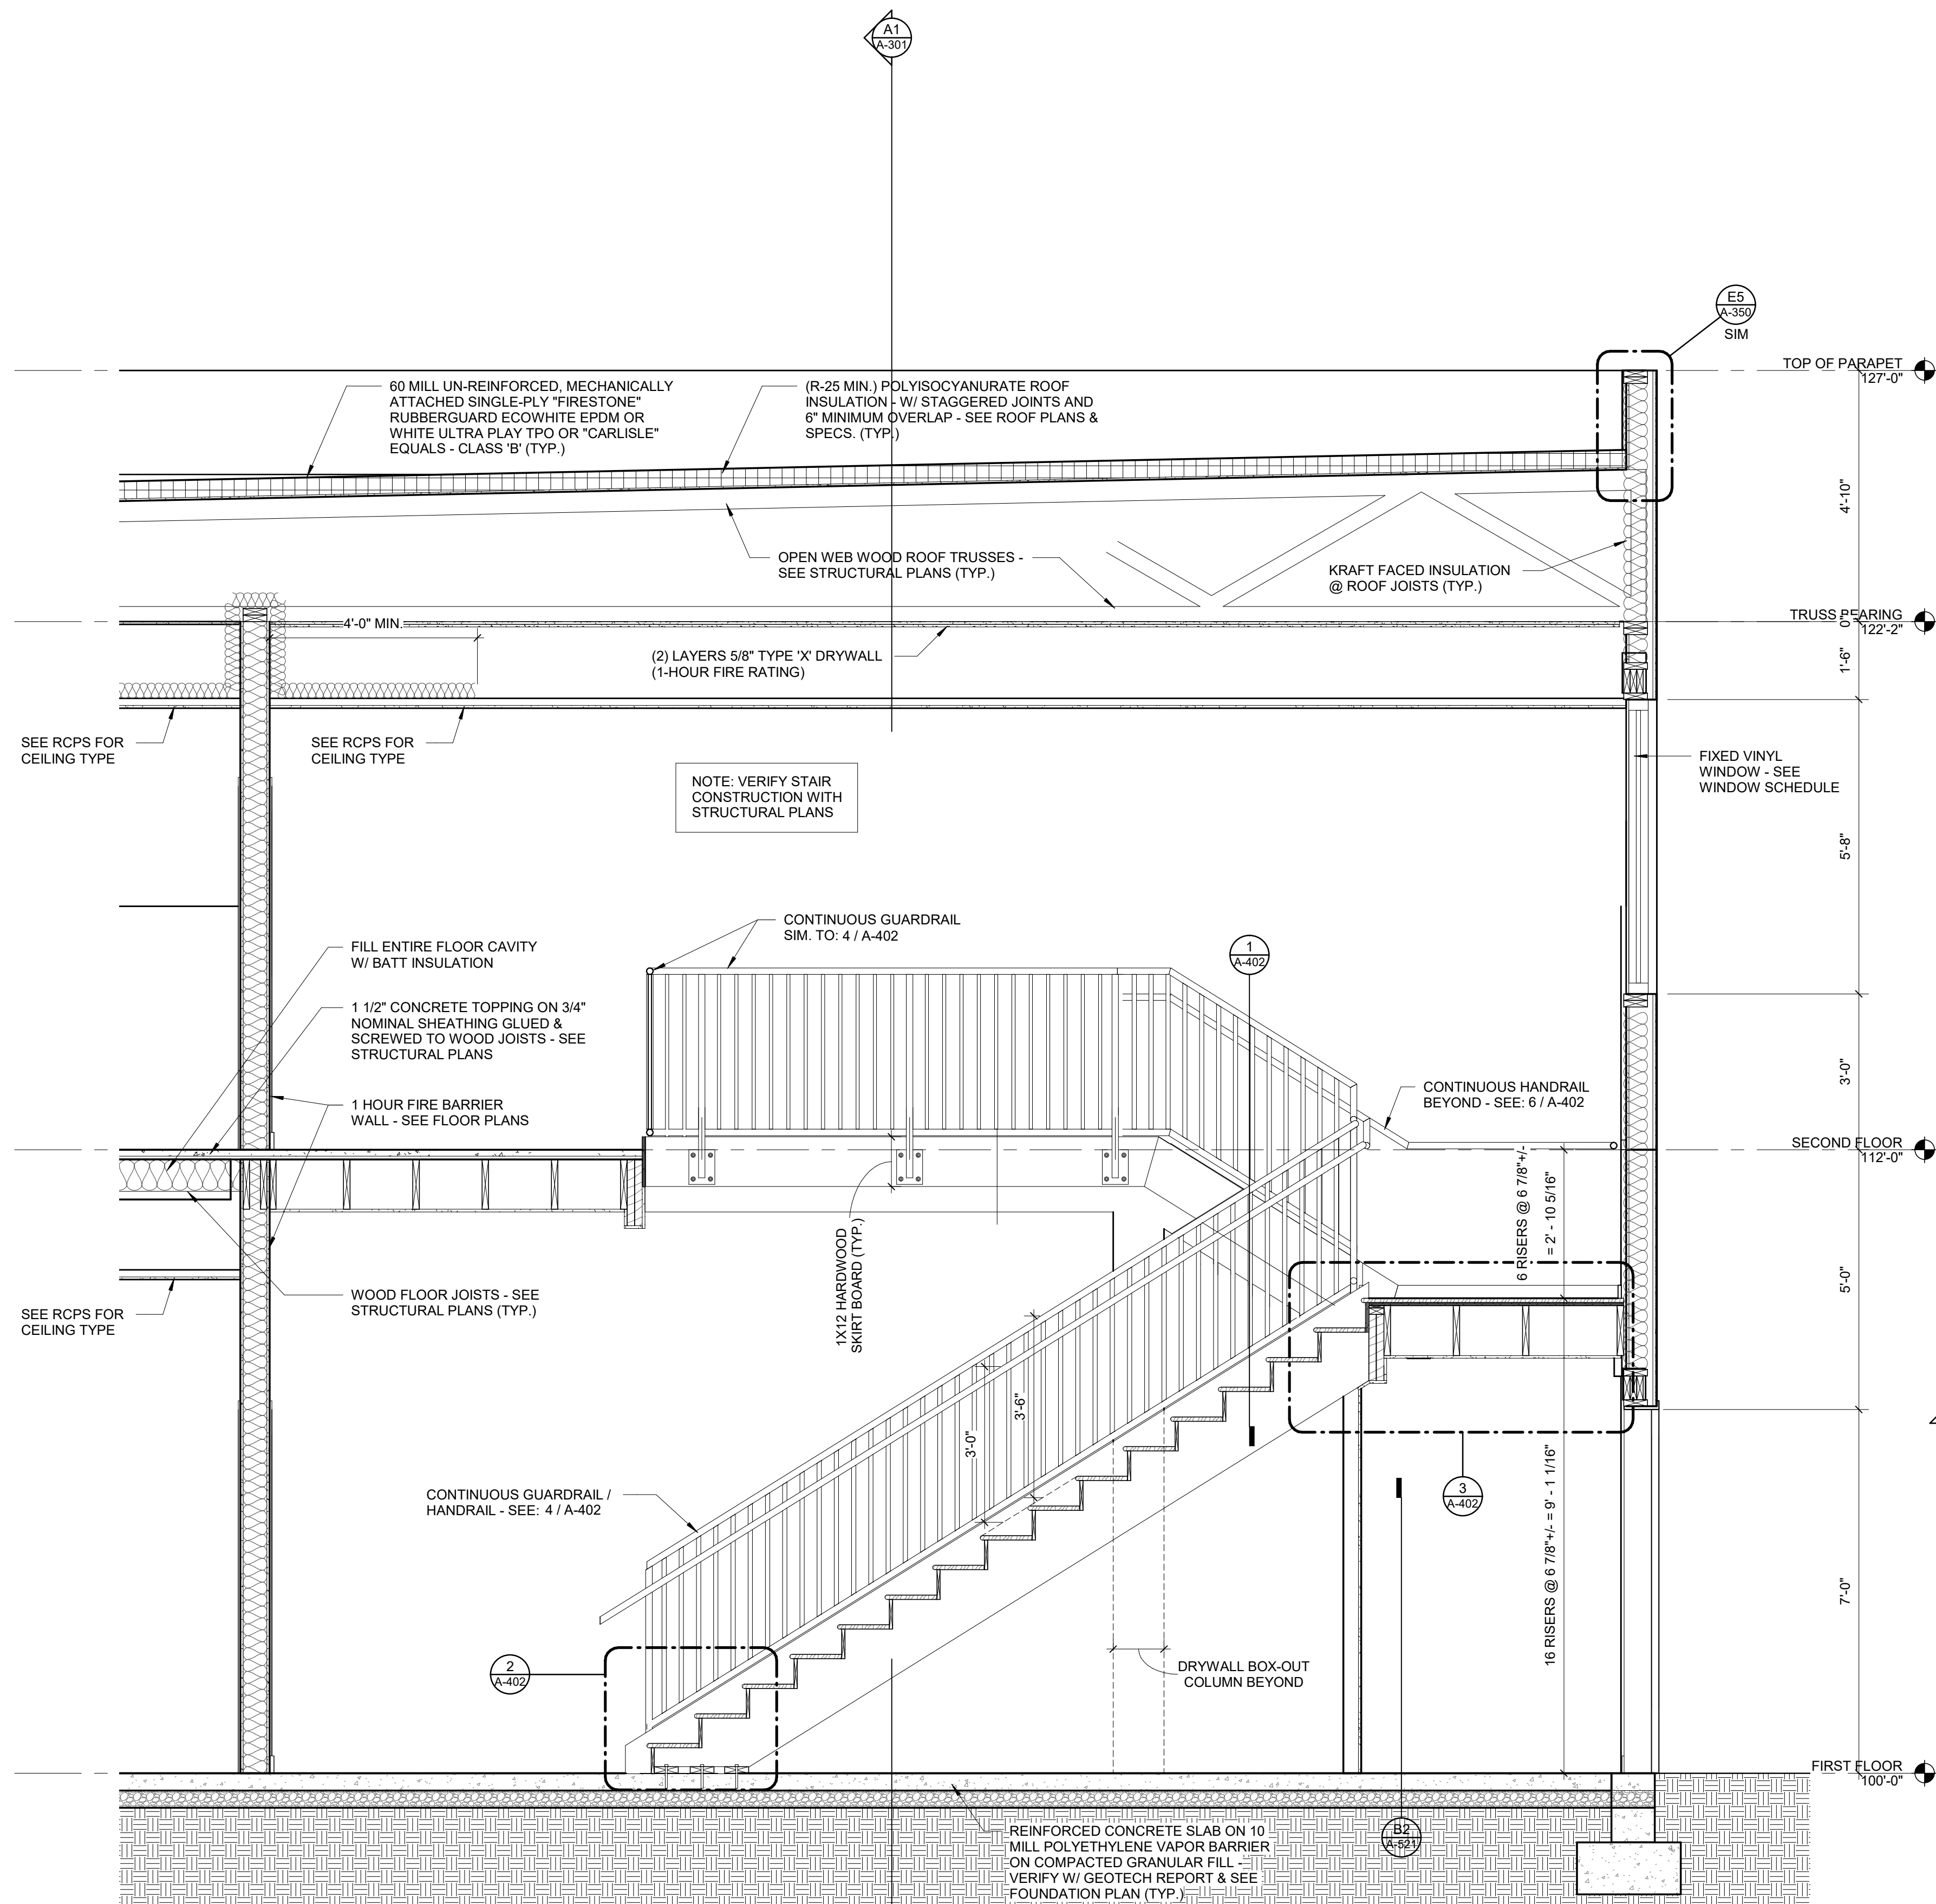 A1
A-301
E5
A-350
SIM
TOP OF PARAPET
127'-0"
60 MILL UN-REINFORCED, MECHANICALLY
ATTACHED SINGLE-PLY "FIRESTONE"
RUBBERGUARD ECOWHITE EPDM OR
WHITE ULTRA PLAY TPO OR "CARLISLE"
EQUALS - CLASS 'B' (TYP.)
(R-25 MIN.) POLYISOCYANURATE ROOF
INSULATION - W/ STAGGERED JOINTS AND
6" MINIMUM OVERLAP - SEE ROOF PLANS &
SPECS. (TYP.)
4'-10"
OPEN WEB WOOD ROOF TRUSSES -
SEE STRUCTURAL PLANS (TYP.)
KRAFT FACED INSULATION
@ ROOF JOISTS (TYP.)
TRUSS BEARING
122'-2"
0"
4'-0" MIN.
(2) LAYERS 5/8" TYPE 'X' DRYWALL
(1-HOUR FIRE RATING)
1'-6"
SEE RCPS FOR
CEILING TYPE
SEE RCPS FOR
CEILING TYPE
NOTE: VERIFY STAIR
CONSTRUCTION WITH
STRUCTURAL PLANS
FIXED VINYL
WINDOW - SEE
WINDOW SCHEDULE
5'-8"
CONTINUOUS GUARDRAIL
SIM. TO: 4 / A-402
1
A-402
FILL ENTIRE FLOOR CAVITY
W/ BATT INSULATION
1 1/2" CONCRETE TOPPING ON 3/4"
NOMINAL SHEATHING GLUED &
SCREWED TO WOOD JOISTS - SEE
STRUCTURAL PLANS
1 HOUR FIRE BARRIER
WALL - SEE FLOOR PLANS
CONTINUOUS HANDRAIL
BEYOND - SEE: 6 / A-402
3'-0"
SECOND FLOOR
112'-0"
6 RISERS @ 6 7/8"+/-
= 2' - 10 5/16"
1X12 HARDWOOD
SKIRT BOARD (TYP.)
WOOD FLOOR JOISTS - SEE
STRUCTURAL PLANS (TYP.)
SEE RCPS FOR
CEILING TYPE
5'-0"
3'-6"
3'-0"
CONTINUOUS GUARDRAIL /
HANDRAIL - SEE: 4 / A-402
3
A-402
16 RISERS @ 6 7/8"+/- = 9' - 1 1/16"
7'-0"
2
A-402
DRYWALL BOX-OUT
COLUMN BEYOND
FIRST FLOOR
100'-0"
B2
A-521
REINFORCED CONCRETE SLAB ON 10
MILL POLYETHYLENE VAPOR BARRIER
ON COMPACTED GRANULAR FILL -
VERIFY W/ GEOTECH REPORT & SEE
FOUNDATION PLAN (TYP.)